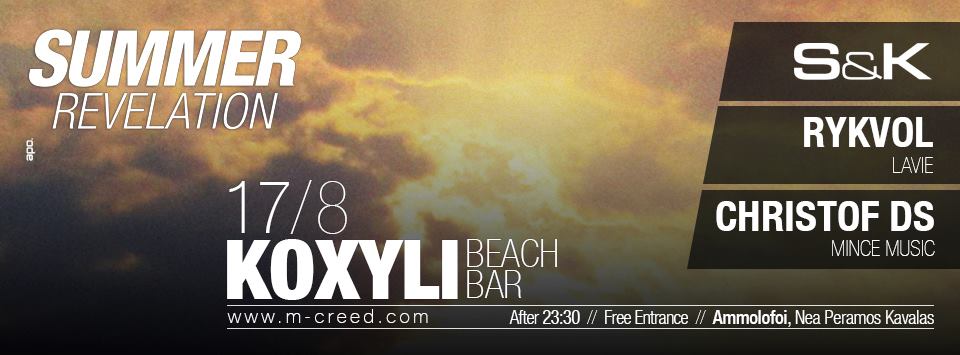 SUMMER
REVELATION
apo.
17/8
KOXYLI BEACH
BAR
www.m-creed.com
After 23:30 // Free Entrance // Ammolofoi, Nea Peramos Kavalas
S&K
RYKVOL
LAVIE
CHRISTOF DS
MINCE MUSIC